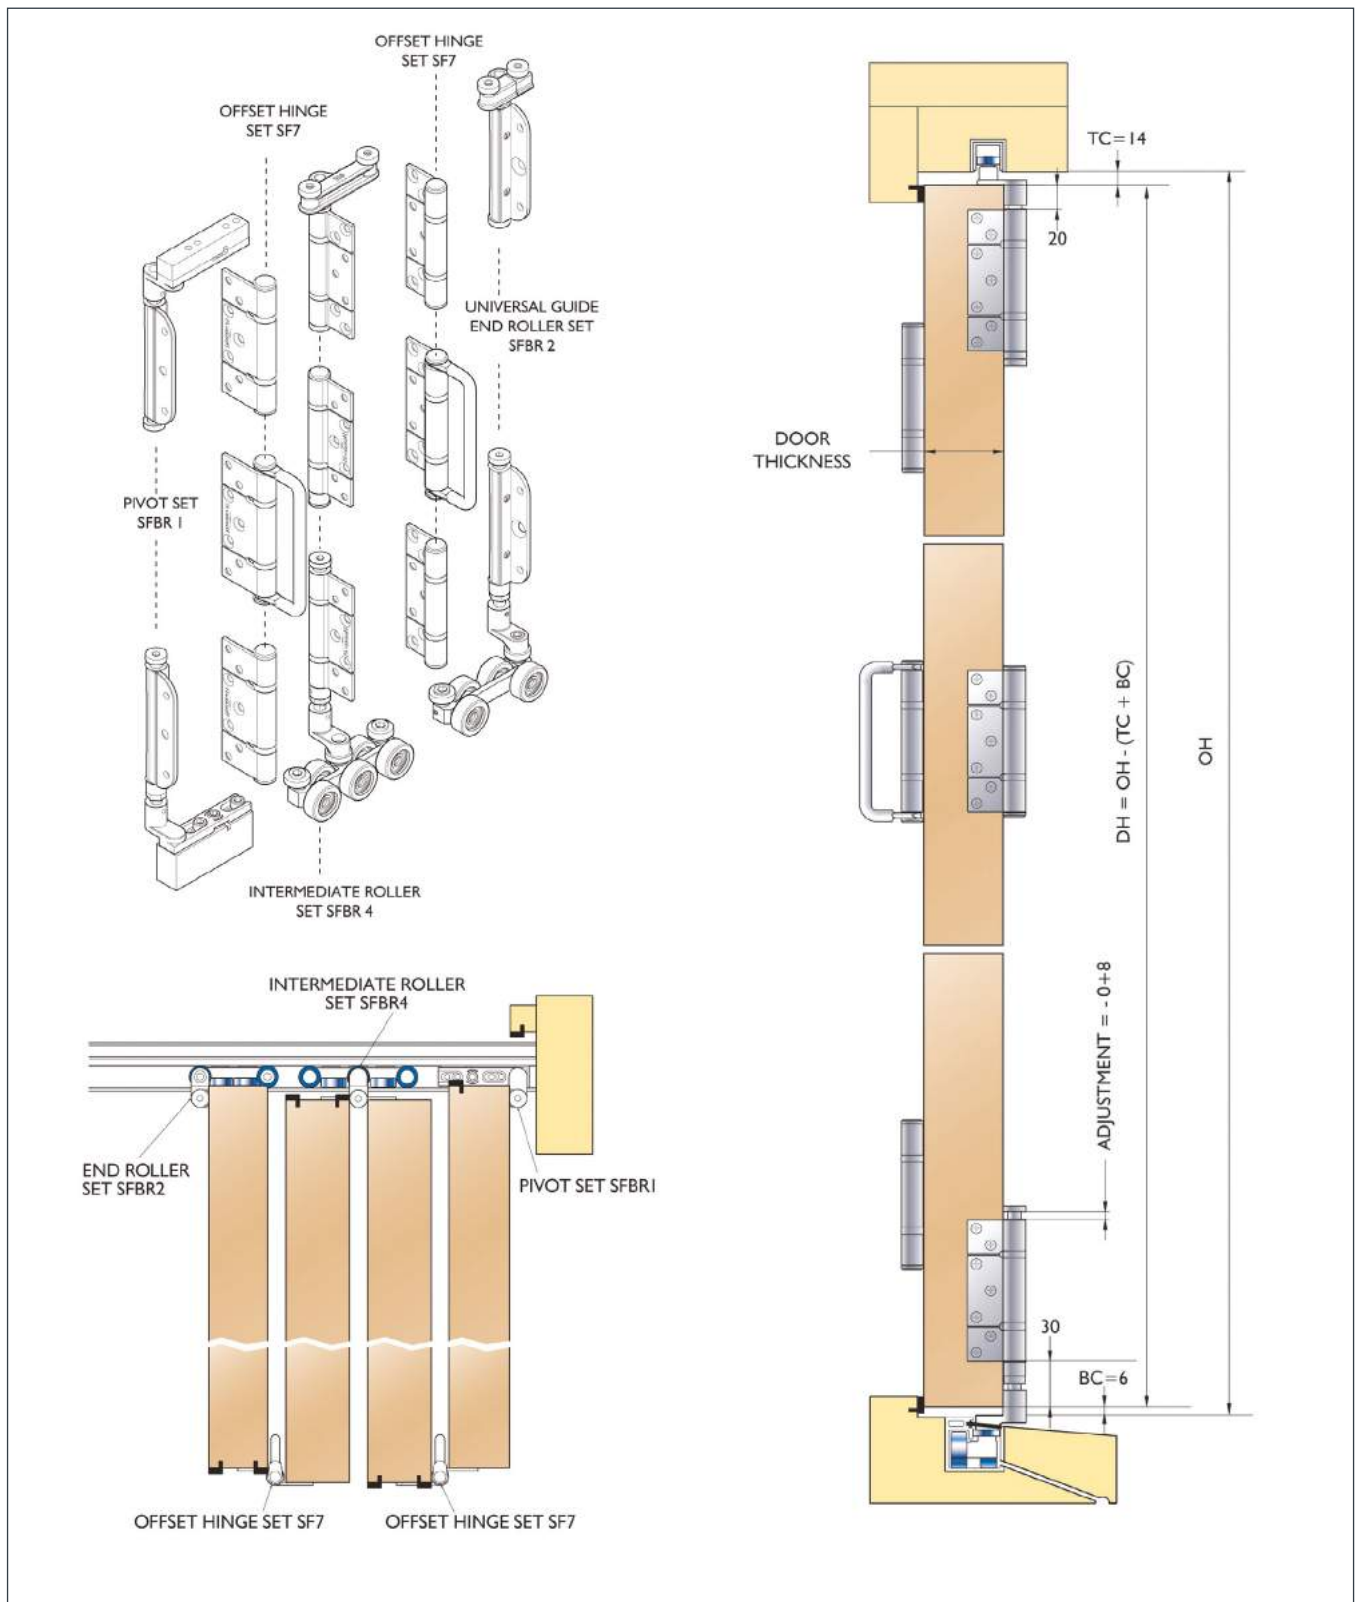 OFFSET HINGE
SET SF7
OFFSET HINGE
SET SF7
UNIVERSAL GUIDE
END ROLLER SET
SFBR 2
PIVOT SET
SFBR 1
INTERMEDIATE ROLLER
SET SFBR 4
INTERMEDIATE ROLLER
SET SFBR4
END ROLLER
SET SFBR2
PIVOT SET SFBR1
OFFSET HINGE SET SF7
OFFSET HINGE SET SF7
TC=14
20
DOOR
THICKNESS
DH = OH - (TC + BC)
OH
ADJUSTMENT = - 0+8
30
BC=6